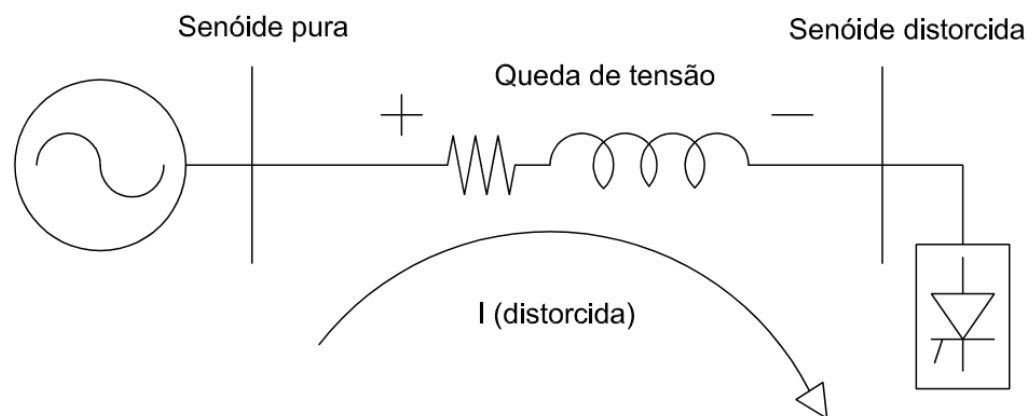 Senóide pura
Senóide distorcida
Queda de tensão
+
−
I (distorcida)